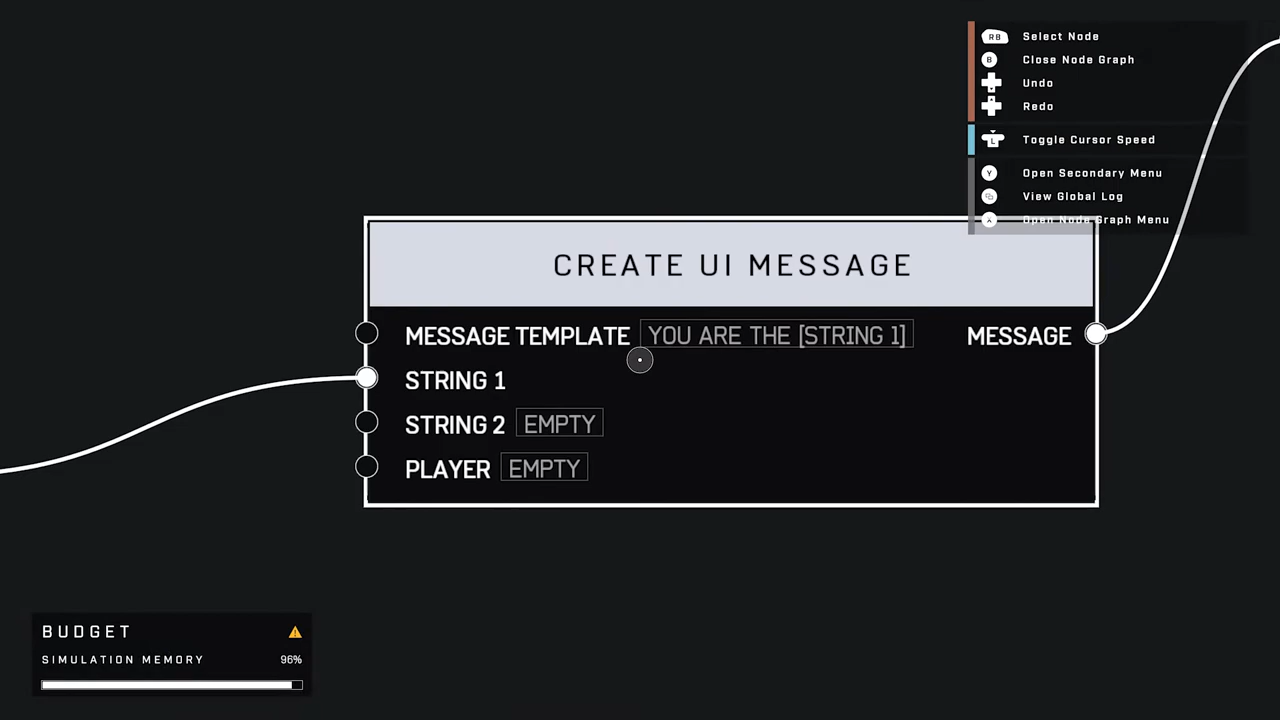 RB Select Node
B Close Node Graph
Undo
Redo
L Toggle Cursor Speed
Y Open Secondary Menu
View Global Log
X Open Node Graph Menu
CREATE UI MESSAGE
MESSAGE TEMPLATE YOU ARE THE [STRING 1] MESSAGE
STRING 1
STRING 2 EMPTY
PLAYER EMPTY
BUDGET
SIMULATION MEMORY 96%